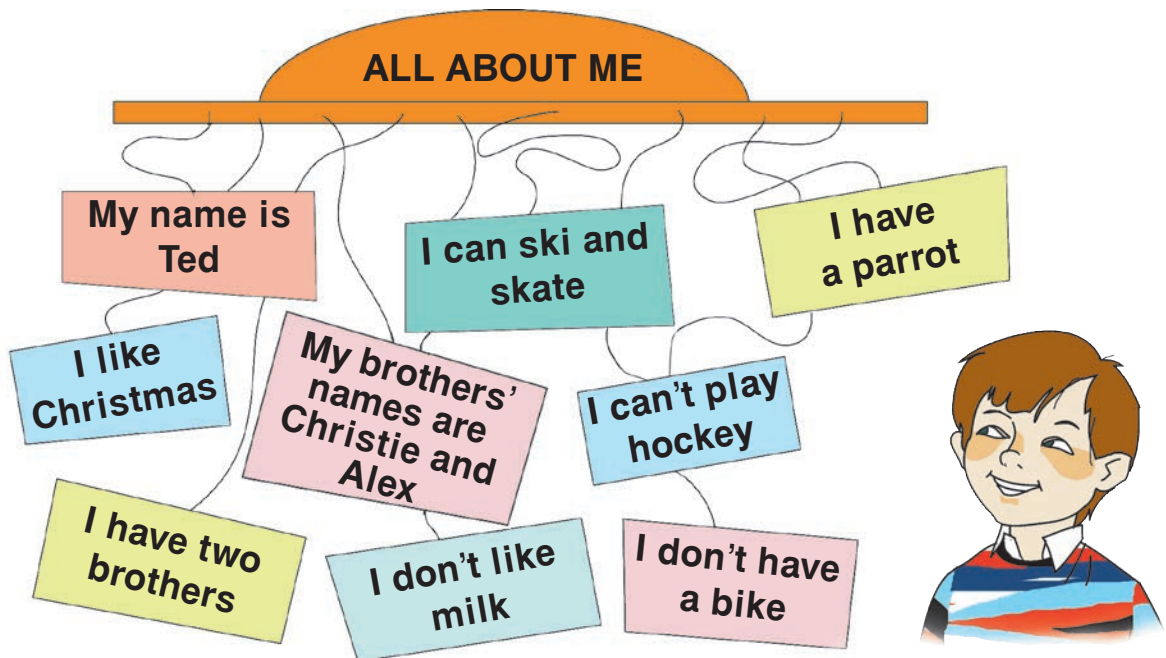 ALL ABOUT ME
My name is
Ted
I can ski and
skate
I have
a parrot
I like
Christmas
My brothers’
names are
Christie and
Alex
I can’t play
hockey
I have two
brothers
I don’t like
milk
I don’t have
a bike